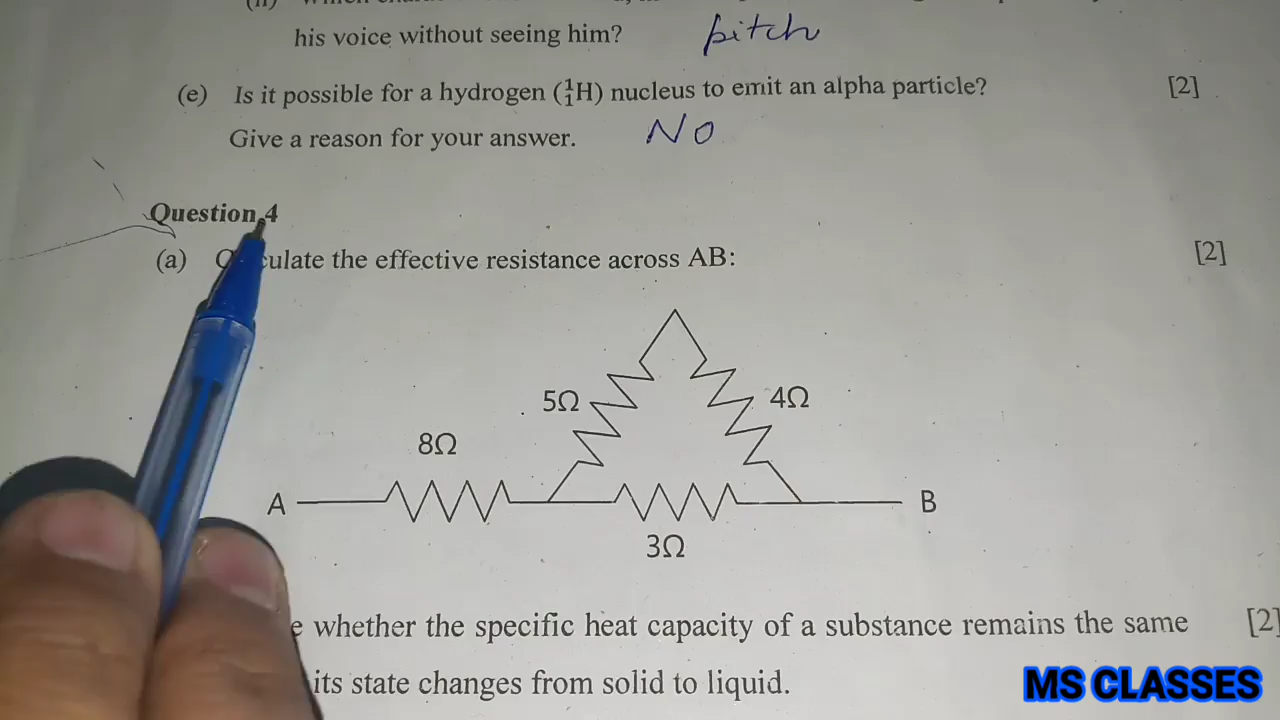 his voice without seeing him? pitch
(e) Is it possible for a hydrogen (¹₁H) nucleus to emit an alpha particle? [2]
Give a reason for your answer. No
Question 4
(a) culate the effective resistance across AB: [2]
5Ω 4Ω
8Ω
A B
3Ω
e whether the specific heat capacity of a substance remains the same [2]
its state changes from solid to liquid.
MS CLASSES